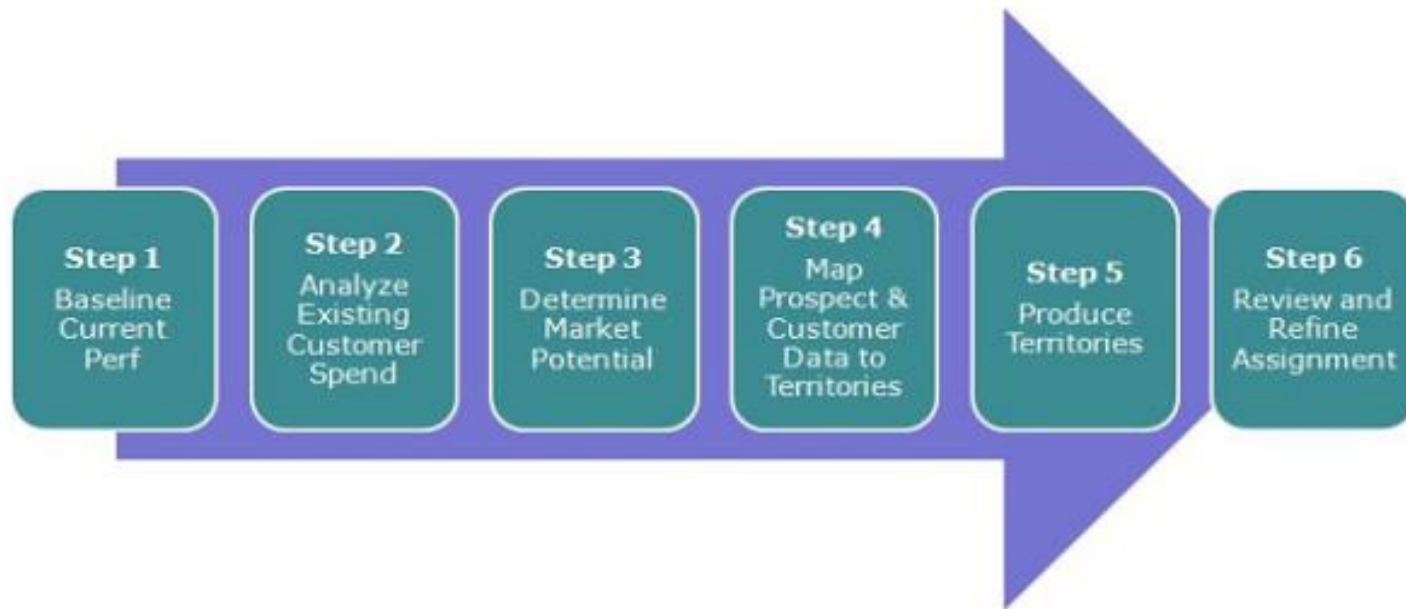 Step 1
Baseline
Current
Perf
Step 2
Analyze
Existing
Customer
Spend
Step 3
Determine
Market
Potential
Step 4
Map
Prospect &
Customer
Data to
Territories
Step 5
Produce
Territories
Step 6
Review and
Refine
Assignment